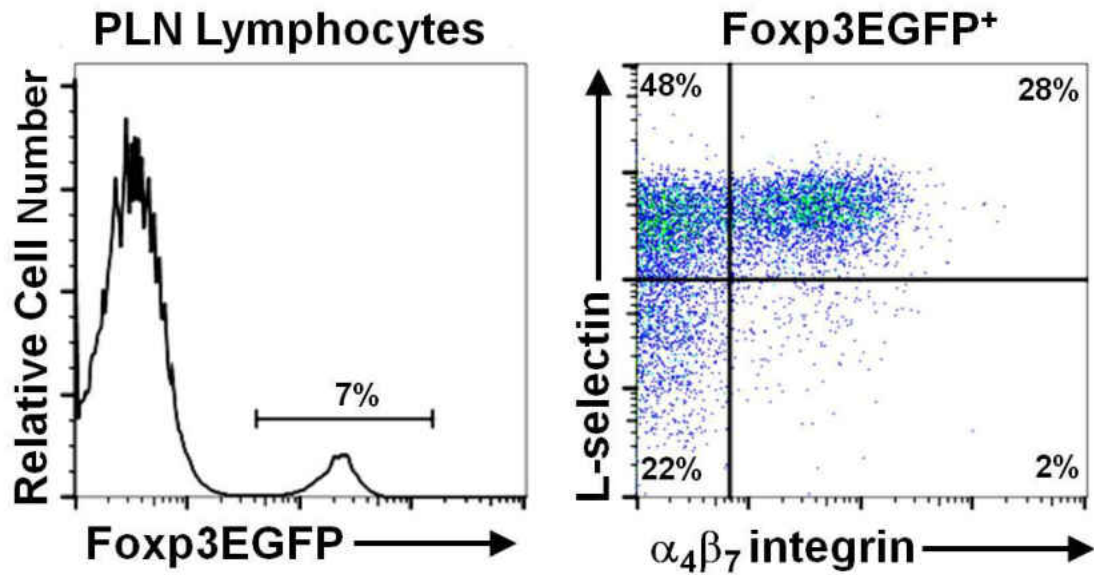 PLN Lymphocytes
Relative Cell Number
7%
Foxp3EGFP
Foxp3EGFP⁺
48%
28%
L-selectin
22%
2%
α₄β₇ integrin